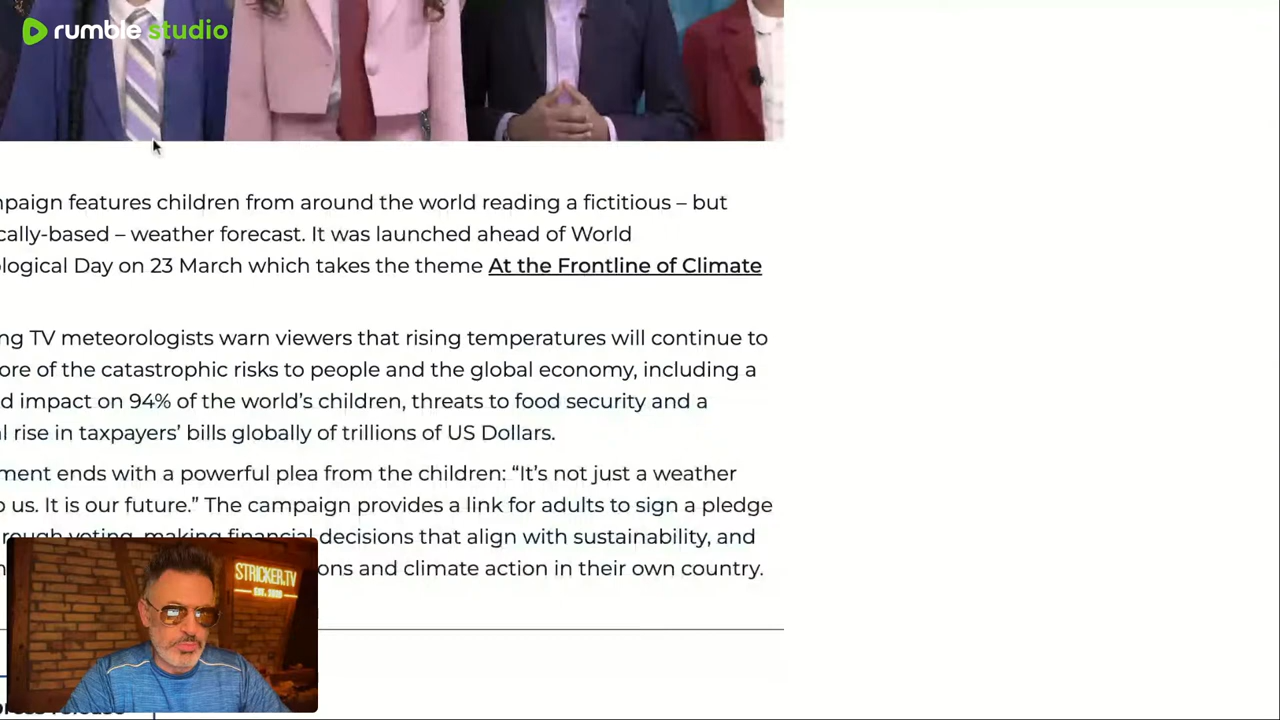 rumble studio
paign features children from around the world reading a fictitious – but
cally-based – weather forecast. It was launched ahead of World
ological Day on 23 March which takes the theme At the Frontline of Climate
ng TV meteorologists warn viewers that rising temperatures will continue to
ore of the catastrophic risks to people and the global economy, including a
d impact on 94% of the world's children, threats to food security and a
l rise in taxpayers' bills globally of trillions of US Dollars.
ment ends with a powerful plea from the children: “It's not just a weather
o us. It is our future.” The campaign provides a link for adults to sign a pledge
rough voting, making financial decisions that align with sustainability, and
ons and climate action in their own country.
STRICKER.TV